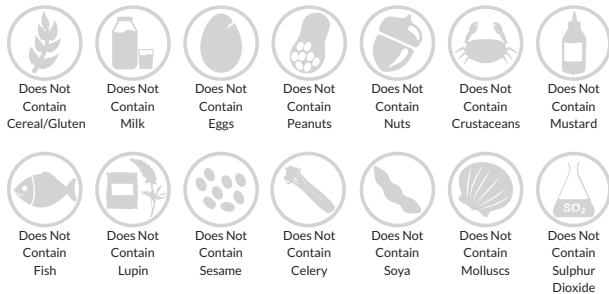 Does Not
Contain
Cereal/Gluten
Does Not
Contain
Milk
Does Not
Contain
Eggs
Does Not
Contain
Peanuts
Does Not
Contain
Nuts
Does Not
Contain
Crustaceans
Does Not
Contain
Mustard
Does Not
Contain
Fish
Does Not
Contain
Lupin
Does Not
Contain
Sesame
Does Not
Contain
Celery
Does Not
Contain
Soya
Does Not
Contain
Molluscs
SO₂
Does Not
Contain
Sulphur
Dioxide